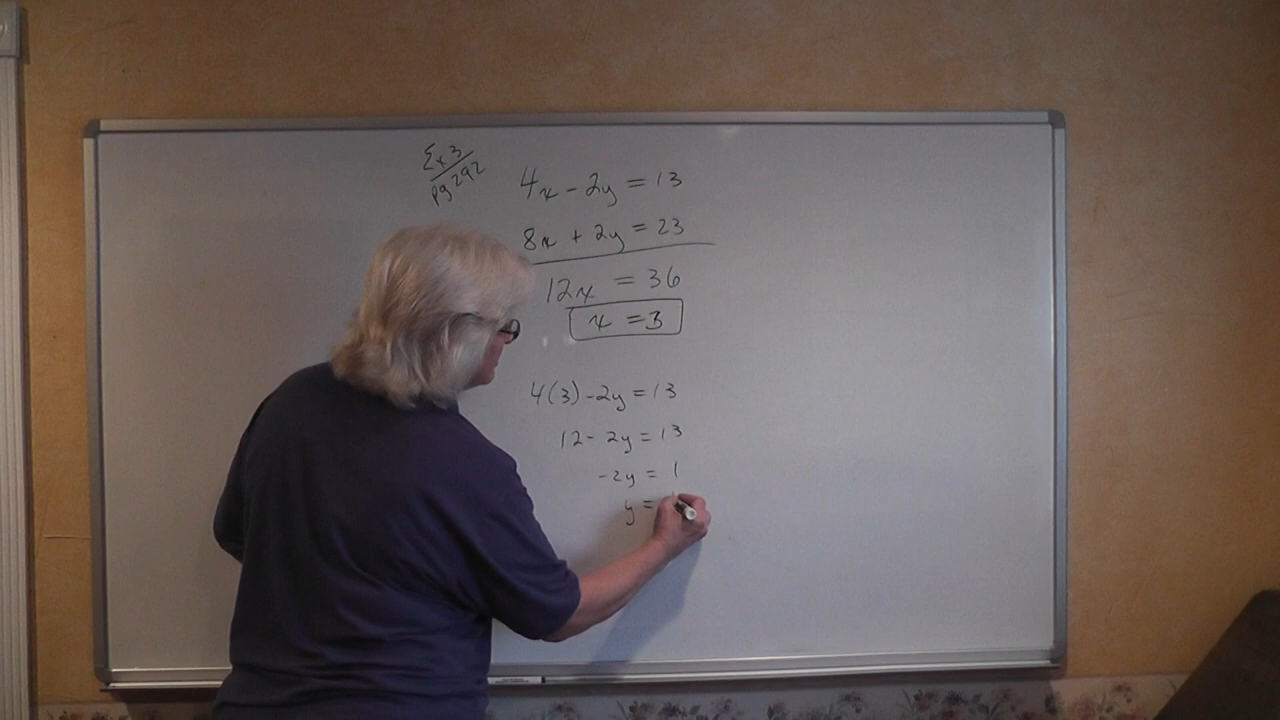 Ex 3
pg 292
4x - 2y = 13
8x + 2y = 23
12x = 36
x = 3
4(3) - 2y = 13
12 - 2y = 13
-2y = 1
y =